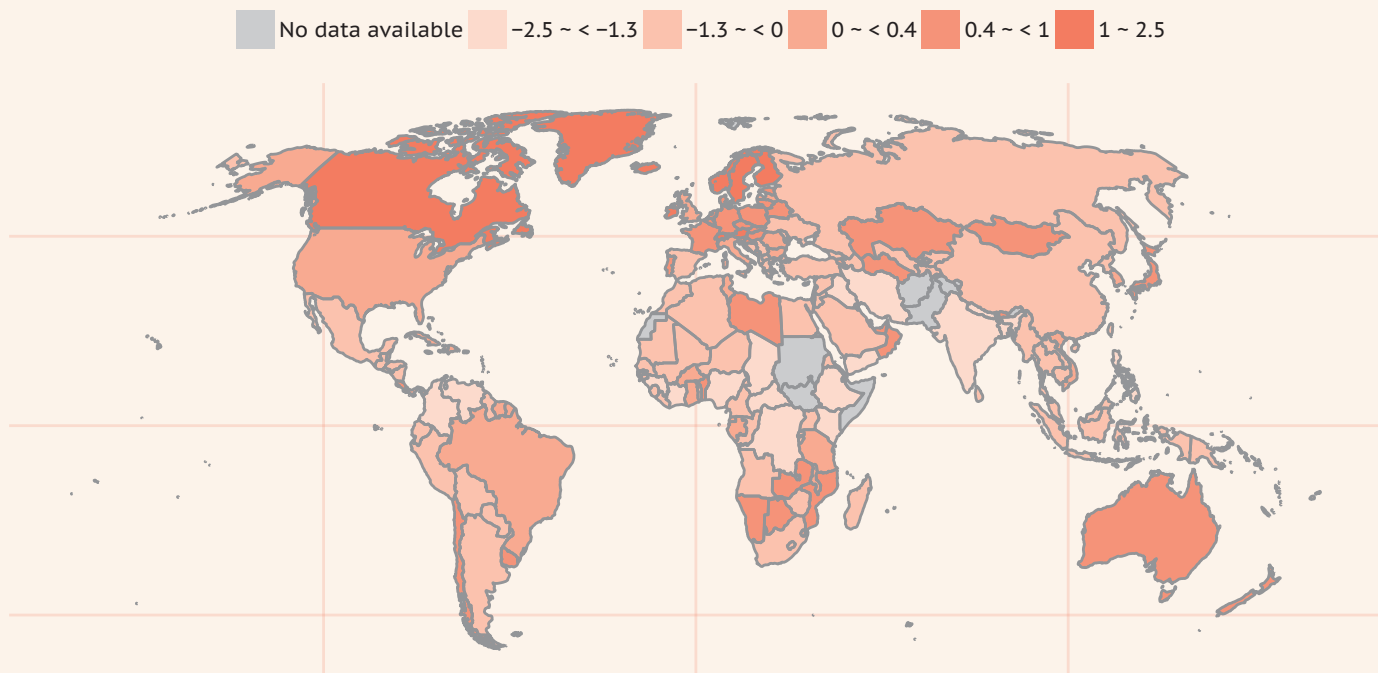 No data available −2.5 ~ < −1.3 −1.3 ~ < 0 0 ~ < 0.4 0.4 ~ < 1 1 ~ 2.5